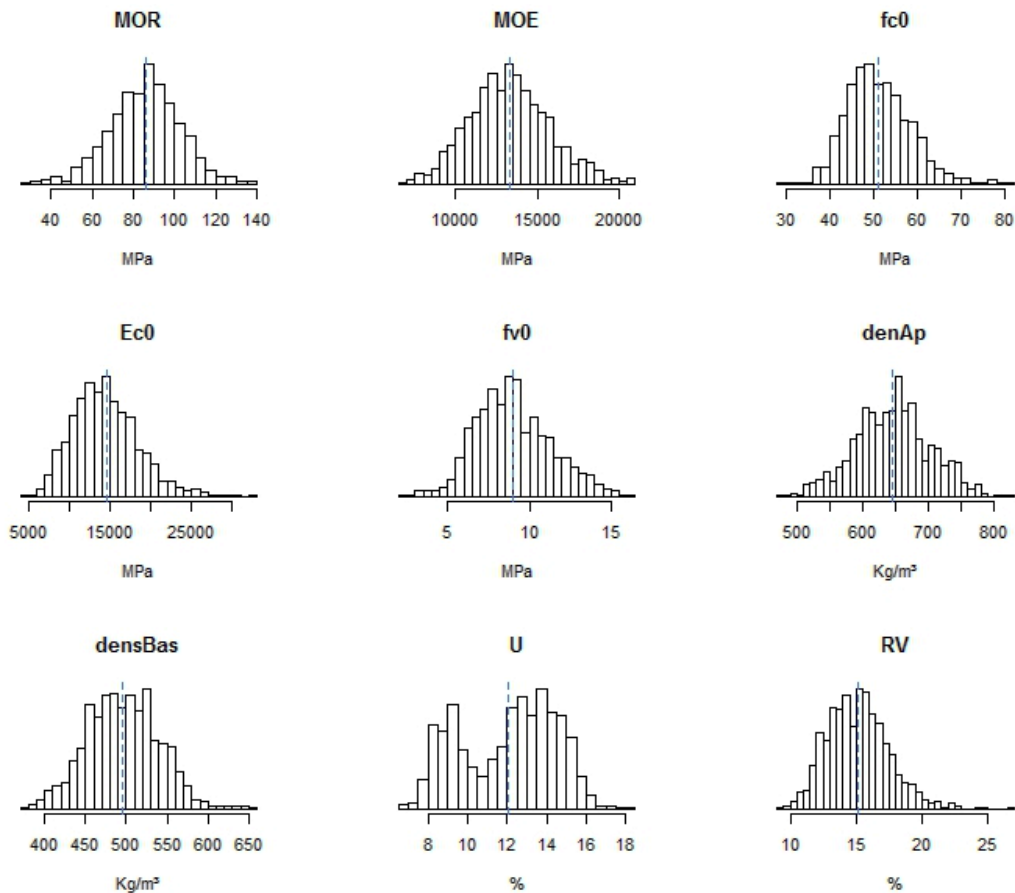 MOR MOE fc0
40 60 80 100 120 140 10000 15000 20000 30 40 50 60 70 80
MPa MPa MPa
Ec0 fv0 denAp
5000 15000 25000 5 10 15 500 600 700 800
MPa MPa Kg/m³
densBas U RV
400 450 500 550 600 650 8 10 12 14 16 18 10 15 20 25
Kg/m³ % %